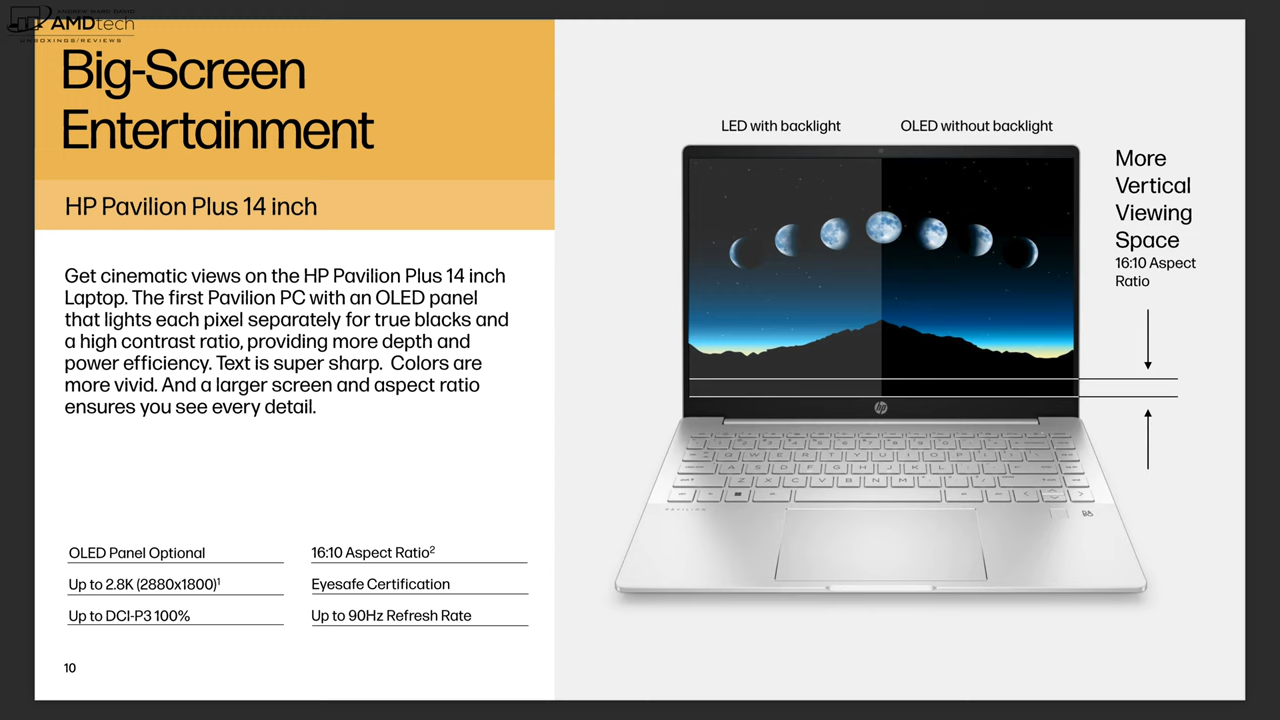 ANDREW MARC DAVID
AMDtech
UNBOXINGS/REVIEWS
Big-Screen
Entertainment
HP Pavilion Plus 14 inch
Get cinematic views on the HP Pavilion Plus 14 inch
Laptop. The first Pavilion PC with an OLED panel
that lights each pixel separately for true blacks and
a high contrast ratio, providing more depth and
power efficiency. Text is super sharp.  Colors are
more vivid. And a larger screen and aspect ratio
ensures you see every detail.
OLED Panel Optional
16:10 Aspect Ratio²
Up to 2.8K (2880x1800)¹
Eyesafe Certification
Up to DCI-P3 100%
Up to 90Hz Refresh Rate
10
LED with backlight
OLED without backlight
More
Vertical
Viewing
Space
16:10 Aspect
Ratio
hp
Q W E R T Y U I O P
A S D F G H J K L
Z X C V B N M
PAVILION
B&O